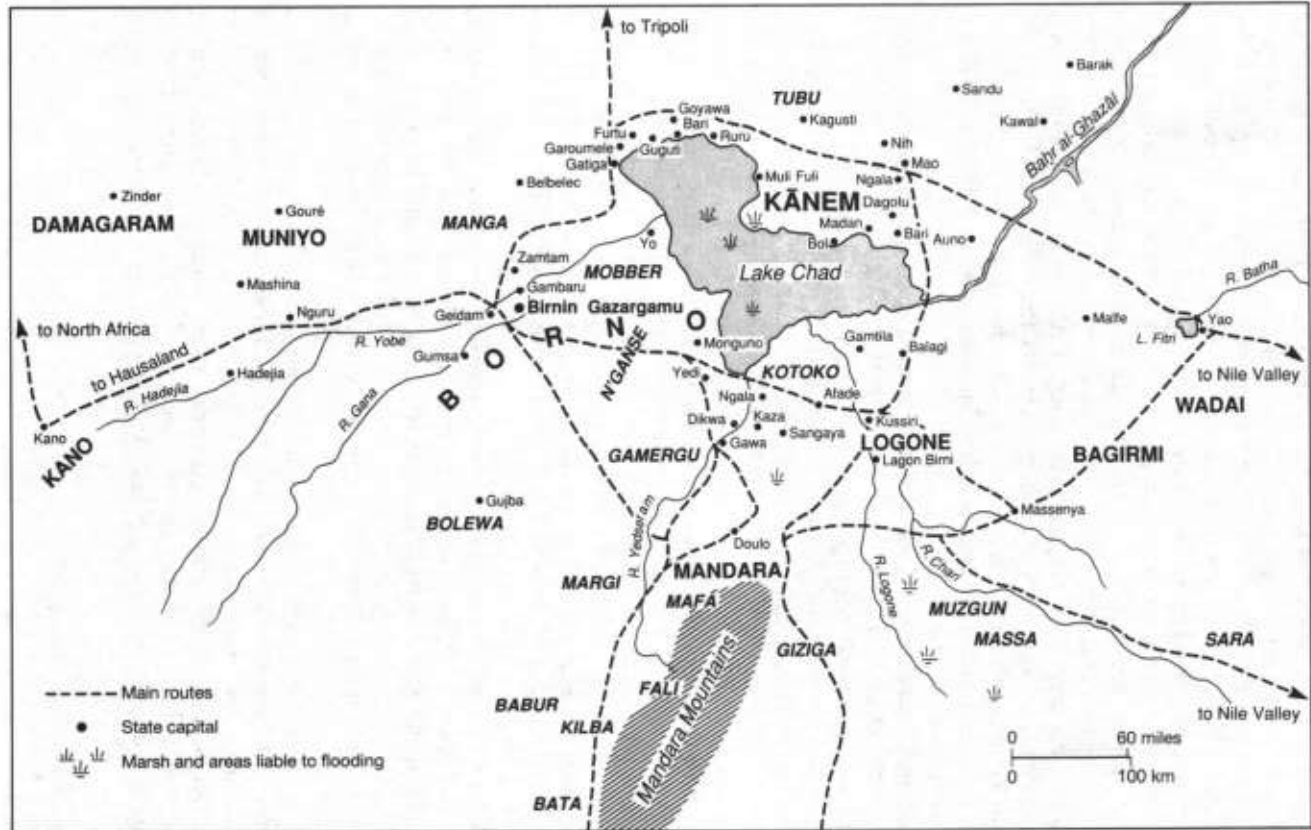 to Tripoli
Barak
Sandu
TUBU
Goyawa
Bari
Kagusti
Kawal
Baḥr al-Ghazāl
Furtu
Ruru
Guguti
Garoumele
Nih
Gatiga
Mao
Muli Fuli
Ngala
Belbelec
Zinder
KĀNEM
Dagolu
DAMAGARAM
Gouré
MANGA
Madan
MUNIYO
Yo
Bol
Bari
Auno
Zamtam
MOBBER
Lake Chad
R. Batha
Mashina
Gambaru
Birnin Gazargamu
Nguru
Geidam
Malfe
Yao
to North Africa
L. Fitri
R. Yobe
BORNO
N'GANSE
Monguno
Gamtila
Balagi
Gumsa
to Hausaland
Hadejia
R. Hadejia
R. Gana
Yedi
KOTOKO
to Nile Valley
Ngala
Afade
WADAI
Kano
KANO
Dikwa
Kaza
Kussiri
Gawa
Sangaya
LOGONE
GAMERGU
BAGIRMI
Lagon Birni
Gujba
BOLEWA
Massenya
R. Yedseram
Doulo
MANDARA
R. Logone
R. Chari
MARGI
MAFÁ
MUZGUN
MASSA
SARA
GIZIGA
Mandara Mountains
FALI
Main routes
BABUR
State capital
KILBA
to Nile Valley
Marsh and areas liable to flooding
0 60 miles
0 100 km
BATA